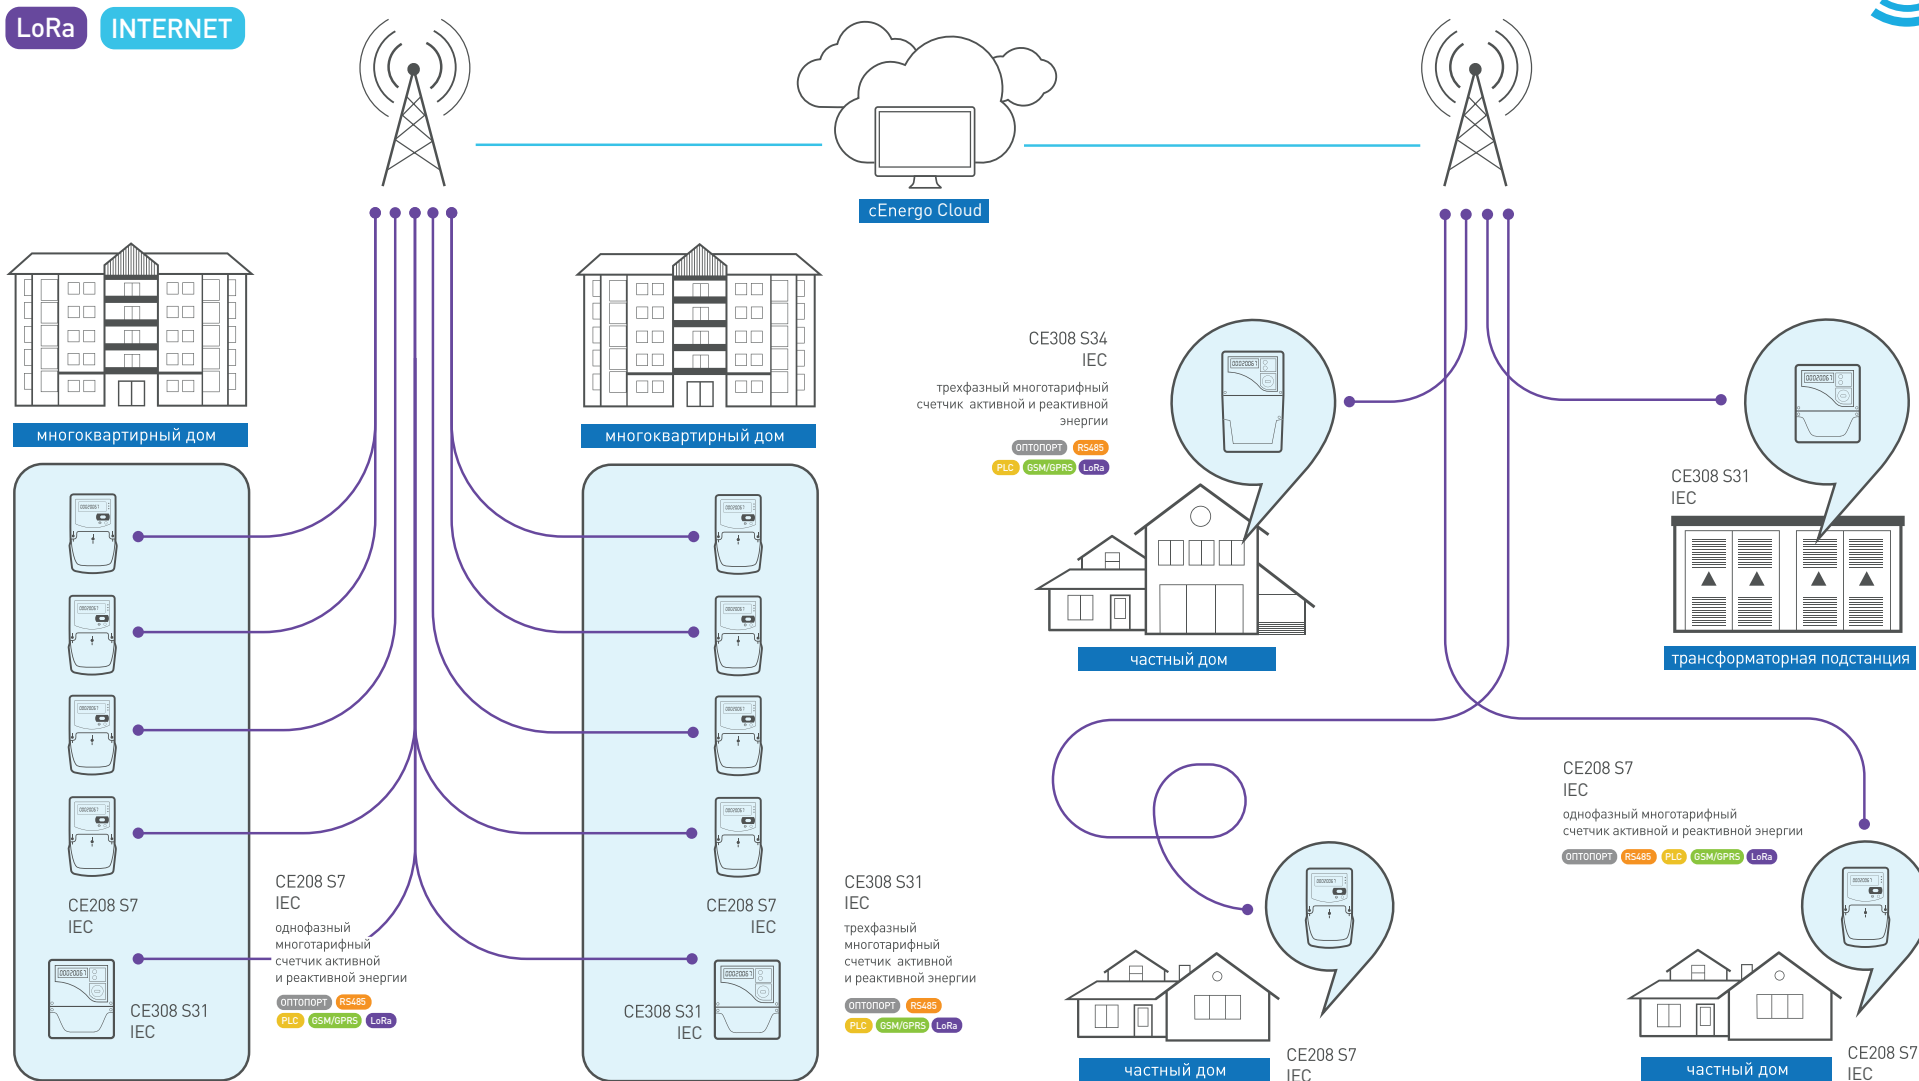 LoRa
INTERNET
cEnergo Cloud
многоквартирный дом
многоквартирный дом
CE308 S34
IEC
трехфазный многотарифный
счетчик активной и реактивной
энергии
ОПТОПОРТ RS485
PLC GSM/GPRS LoRa
CE308 S31
IEC
частный дом
трансформаторная подстанция
CE208 S7
IEC
однофазный многотарифный
счетчик активной и реактивной энергии
ОПТОПОРТ RS485 PLC GSM/GPRS LoRa
CE208 S7
IEC
CE308 S31
IEC
CE208 S7
IEC
однофазный
многотарифный
счетчик активной
и реактивной энергии
ОПТОПОРТ RS485
PLC GSM/GPRS LoRa
CE208 S7
IEC
CE308 S31
IEC
CE308 S31
IEC
трехфазный
многотарифный
счетчик активной
и реактивной энергии
ОПТОПОРТ RS485
PLC GSM/GPRS LoRa
частный дом
CE208 S7
IEC
частный дом
CE208 S7
IEC